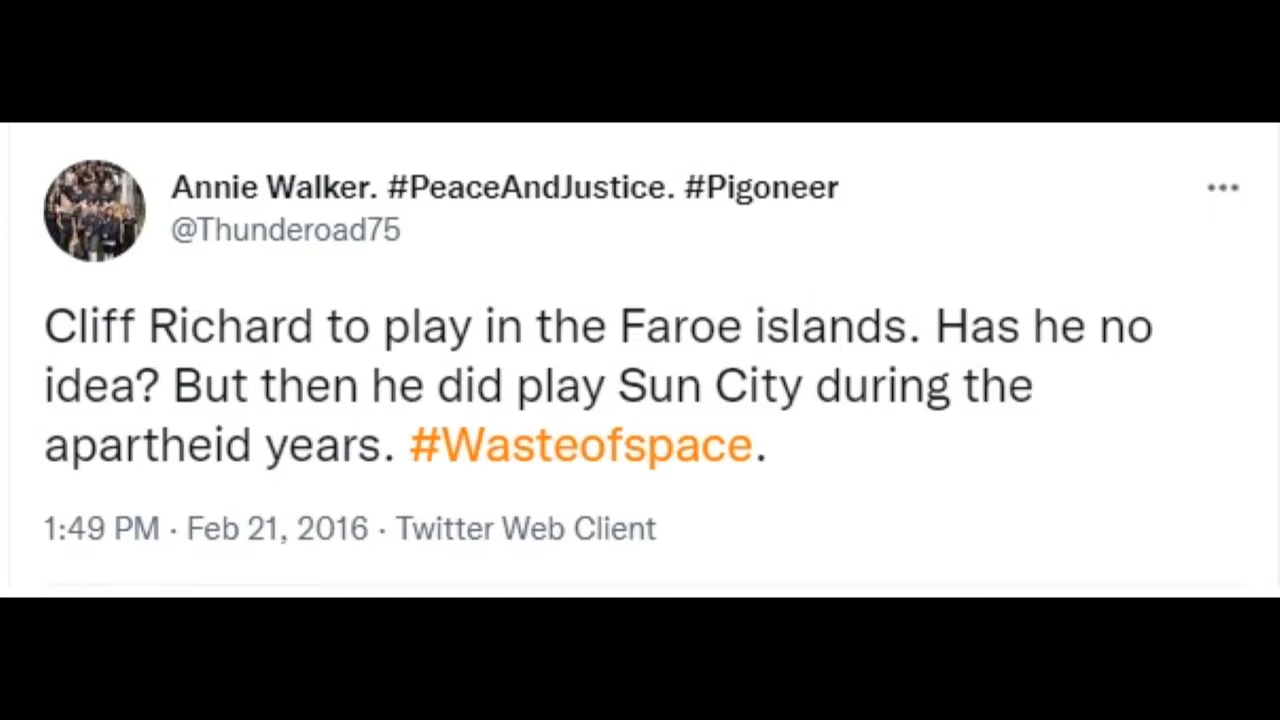 Annie Walker. #PeaceAndJustice. #Pigoneer
@Thunderoad75
Cliff Richard to play in the Faroe islands. Has he no
idea? But then he did play Sun City during the
apartheid years. #Wasteofspace.
1:49 PM · Feb 21, 2016 · Twitter Web Client